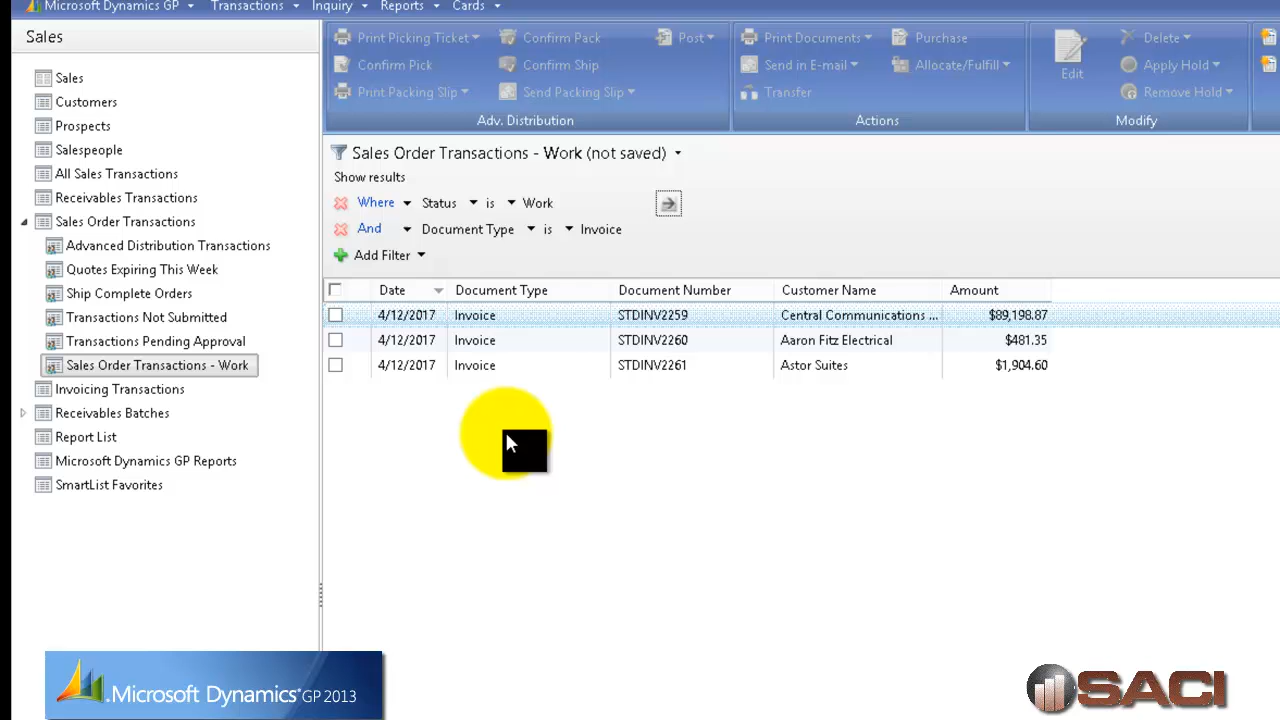 Microsoft Dynamics GP Transactions Inquiry Reports Cards
Sales
Sales
Customers
Prospects
Salespeople
All Sales Transactions
Receivables Transactions
Sales Order Transactions
Advanced Distribution Transactions
Quotes Expiring This Week
Ship Complete Orders
Transactions Not Submitted
Transactions Pending Approval
Sales Order Transactions - Work
Invoicing Transactions
Receivables Batches
Report List
Microsoft Dynamics GP Reports
SmartList Favorites
Print Picking Ticket Confirm Pack Post
Confirm Pick Confirm Ship
Print Packing Slip Send Packing Slip
Adv. Distribution
Print Documents Purchase
Send in E-mail Allocate/Fulfill
Transfer
Actions
Edit
Delete
Apply Hold
Remove Hold
Modify
Sales Order Transactions - Work (not saved)
Show results
Where Status is Work
And Document Type is Invoice
Add Filter
Date Document Type Document Number Customer Name Amount
4/12/2017 Invoice STDINV2259 Central Communications ... $89,198.87
4/12/2017 Invoice STDINV2260 Aaron Fitz Electrical $481.35
4/12/2017 Invoice STDINV2261 Astor Suites $1,904.60
Microsoft Dynamics® GP 2013
SACI